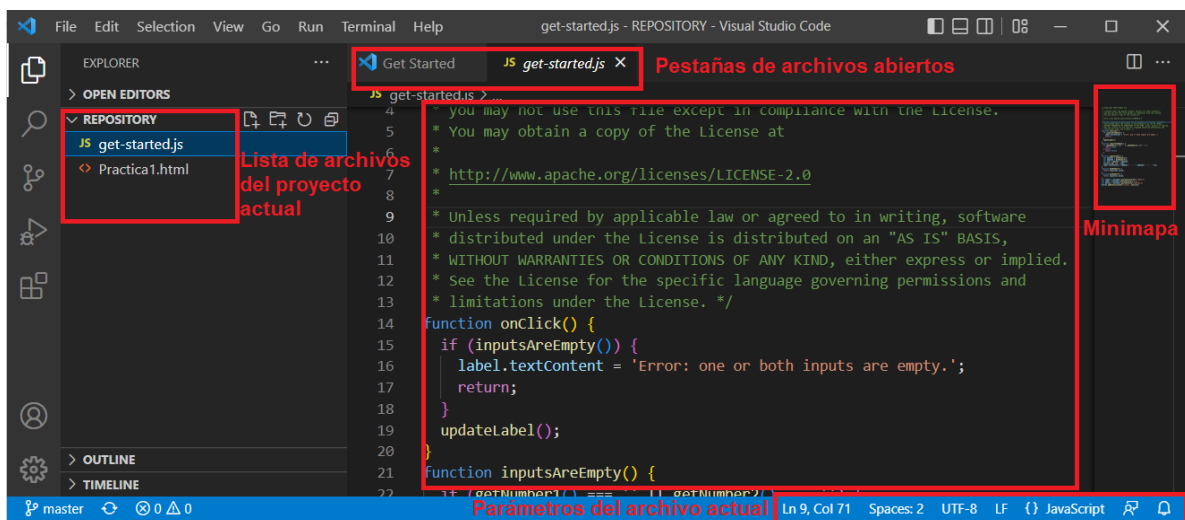 File Edit Selection View Go Run Terminal Help get-started.js - REPOSITORY - Visual Studio Code
EXPLORER
OPEN EDITORS
REPOSITORY
JS get-started.js
Practica1.html
Lista de archivos
del proyecto
actual
OUTLINE
TIMELINE
Get Started JS get-started.js
Pestañas de archivos abiertos
JS get-started.js > ...
4 * you may not use this file except in compliance with the License.
5 * You may obtain a copy of the License at
6 *
7 * http://www.apache.org/licenses/LICENSE-2.0
8 *
9 * Unless required by applicable law or agreed to in writing, software
10 * distributed under the License is distributed on an "AS IS" BASIS,
11 * WITHOUT WARRANTIES OR CONDITIONS OF ANY KIND, either express or implied.
12 * See the License for the specific language governing permissions and
13 * limitations under the License. */
14 function onClick() {
15 if (inputsAreEmpty()) {
16 label.textContent = 'Error: one or both inputs are empty.';
17 return;
18 }
19 updateLabel();
20 }
21 function inputsAreEmpty() {
22 if (getNumber1() === '' || getNumber2()
Minimapa
Parámetros del archivo actual
master 0 0 Ln 9, Col 71 Spaces: 2 UTF-8 LF {} JavaScript